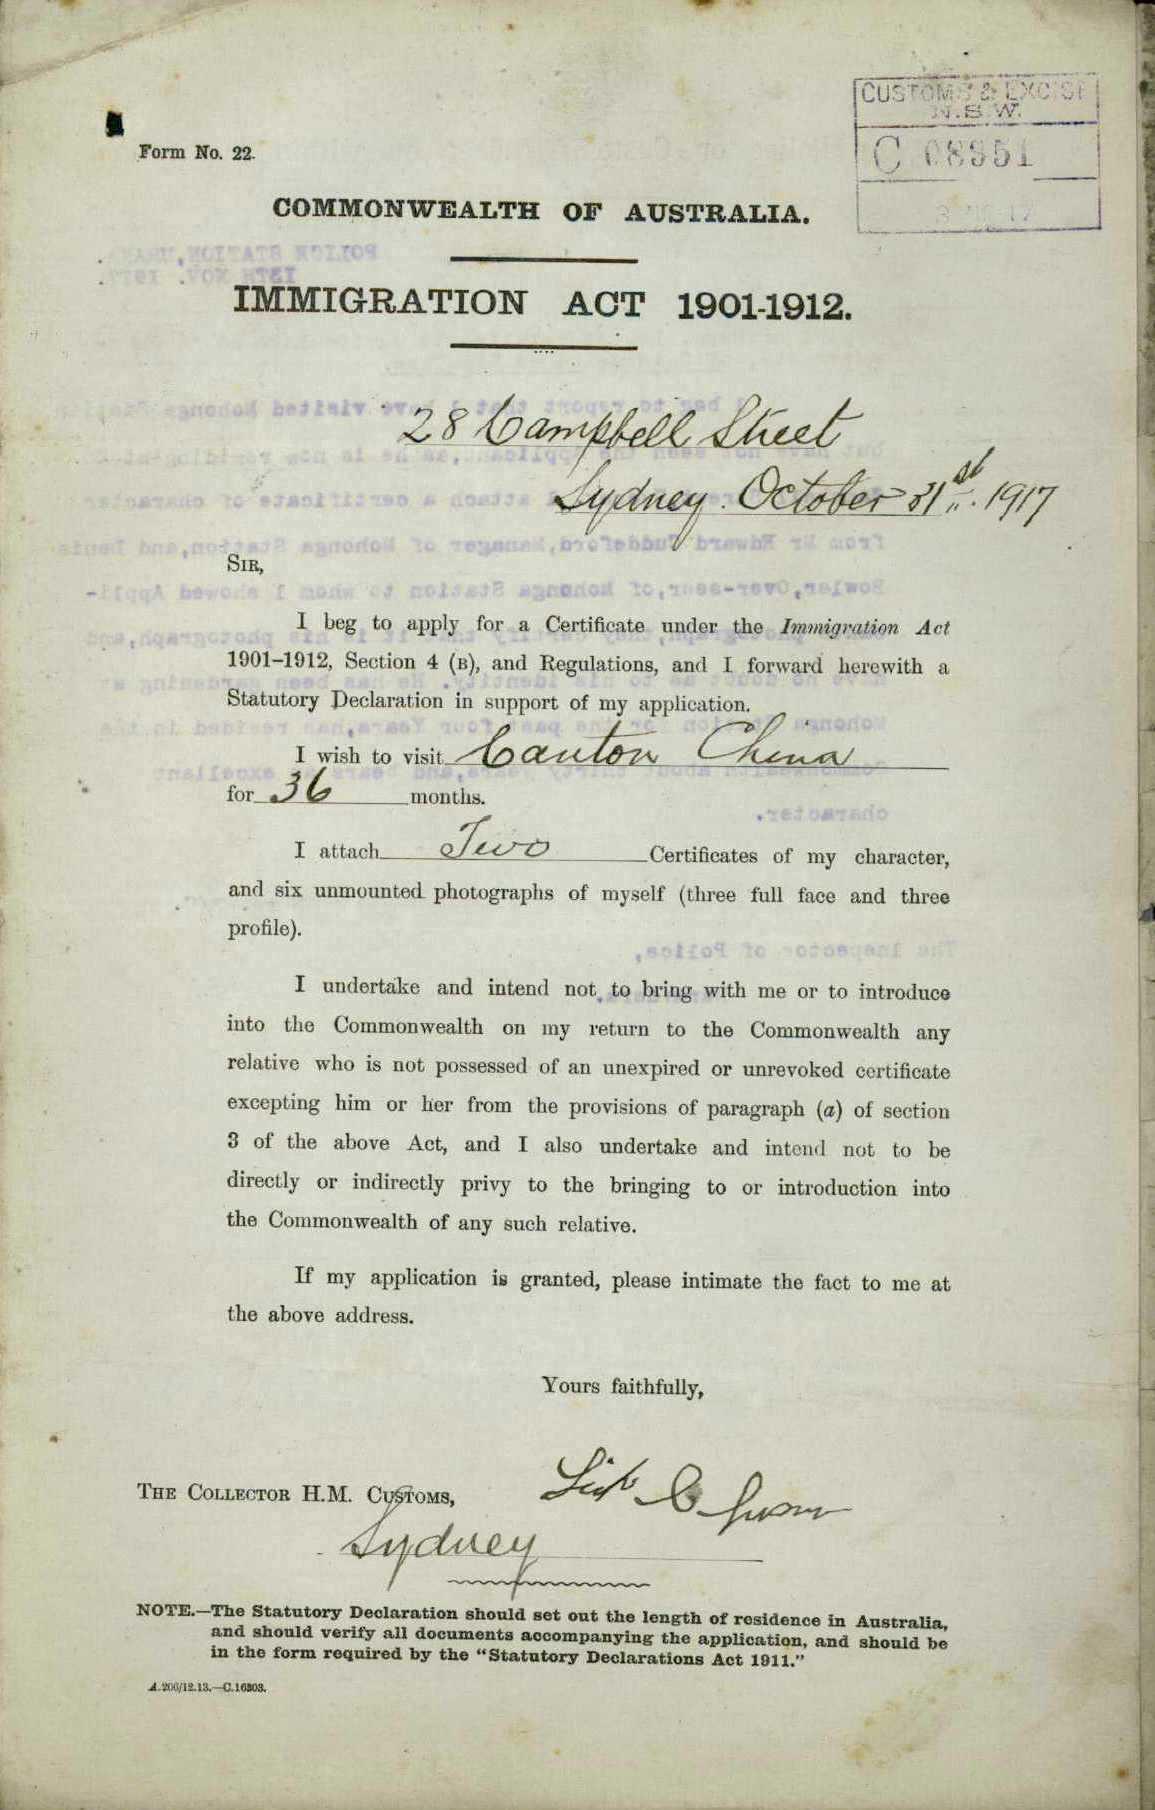 CUSTOMS & EXCISE
N.S.W.
C 08951
Form No. 22.
COMMONWEALTH OF AUSTRALIA.
IMMIGRATION ACT 1901-1912.
28 Campbell Street
Sydney. October 31st. 1917
SIR,
I beg to apply for a Certificate under the Immigration Act
1901–1912, Section 4 (B), and Regulations, and I forward herewith a
Statutory Declaration in support of my application.
I wish to visit Canton China
for 36 months.
I attach Two Certificates of my character,
and six unmounted photographs of myself (three full face and three
profile).
I undertake and intend not to bring with me or to introduce
into the Commonwealth on my return to the Commonwealth any
relative who is not possessed of an unexpired or unrevoked certificate
excepting him or her from the provisions of paragraph (a) of section
3 of the above Act, and I also undertake and intend not to be
directly or indirectly privy to the bringing to or introduction into
the Commonwealth of any such relative.
If my application is granted, please intimate the fact to me at
the above address.
Yours faithfully,
THE COLLECTOR H.M. CUSTOMS,
Sydney
NOTE.—The Statutory Declaration should set out the length of residence in Australia,
and should verify all documents accompanying the application, and should be
in the form required by the "Statutory Declarations Act 1911."
A.206/12.13.—C.16303.